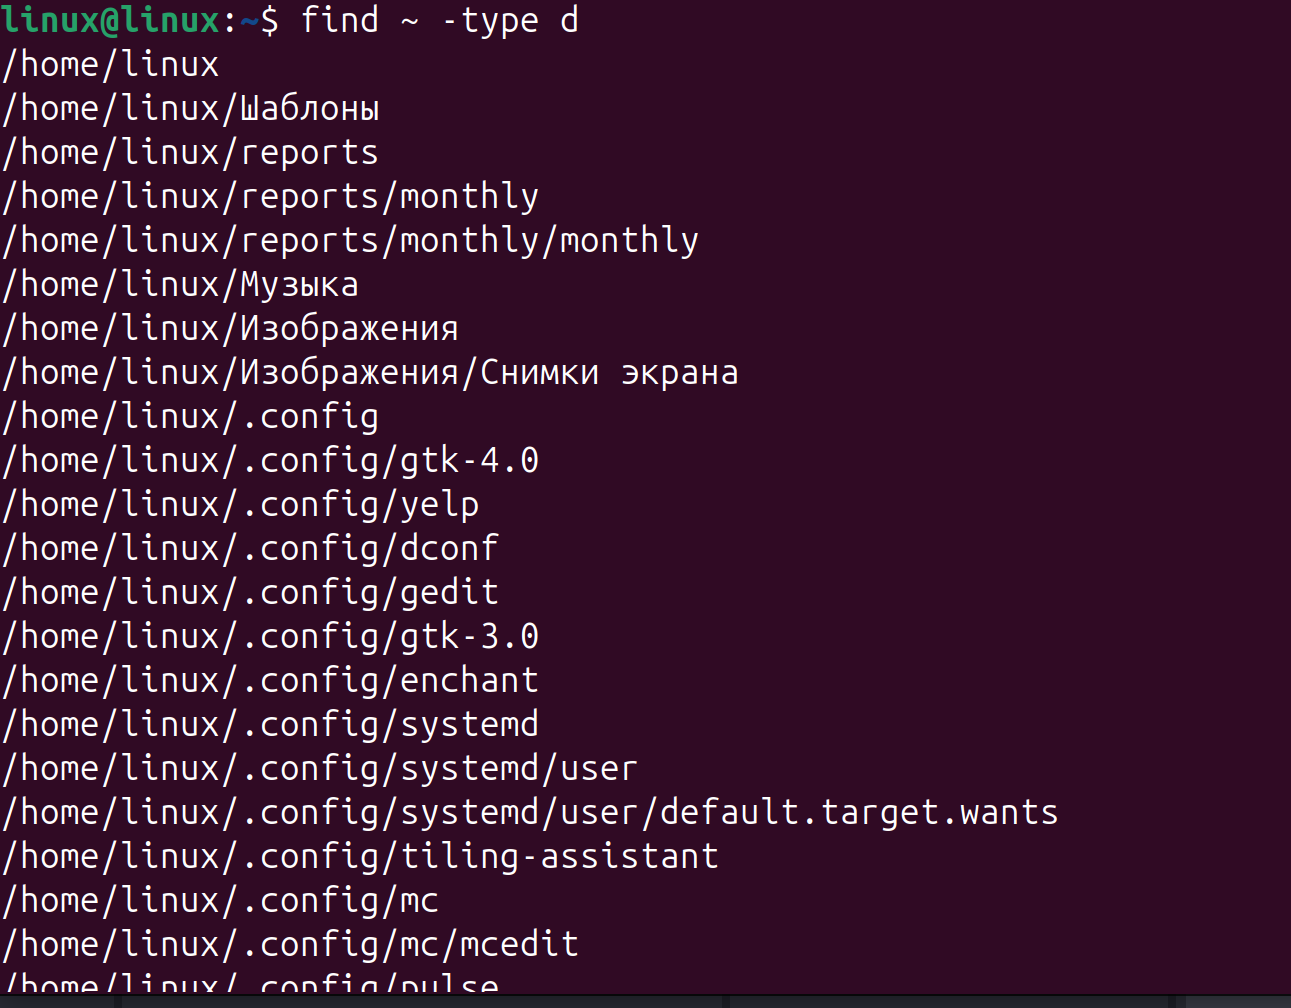 linux@linux:~$ find ~ -type d
/home/linux
/home/linux/Шаблоны
/home/linux/reports
/home/linux/reports/monthly
/home/linux/reports/monthly/monthly
/home/linux/Музыка
/home/linux/Изображения
/home/linux/Изображения/Снимки экрана
/home/linux/.config
/home/linux/.config/gtk-4.0
/home/linux/.config/yelp
/home/linux/.config/dconf
/home/linux/.config/gedit
/home/linux/.config/gtk-3.0
/home/linux/.config/enchant
/home/linux/.config/systemd
/home/linux/.config/systemd/user
/home/linux/.config/systemd/user/default.target.wants
/home/linux/.config/tiling-assistant
/home/linux/.config/mc
/home/linux/.config/mc/mcedit
/home/linux/.config/pulse